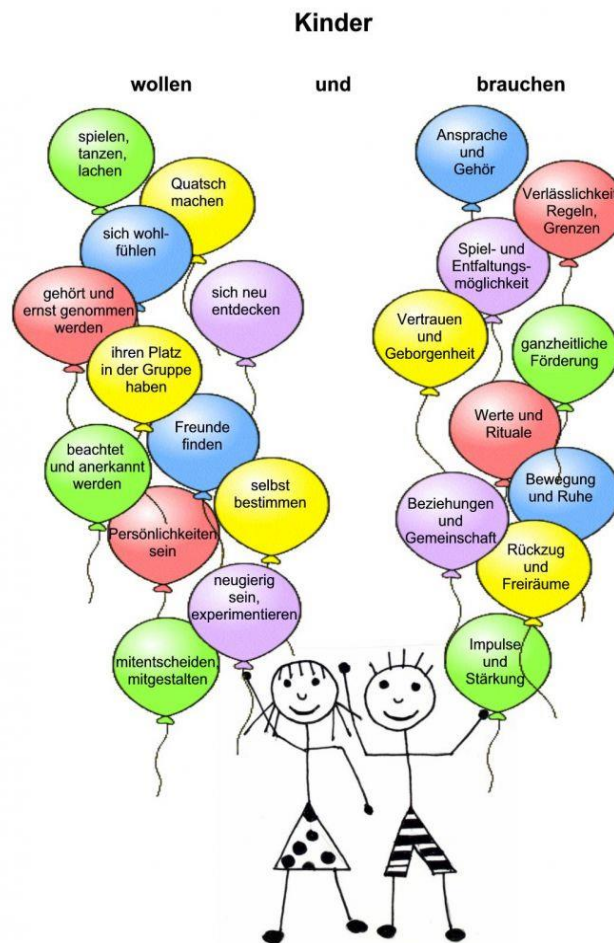 Kinder
wollen und brauchen
spielen,
tanzen,
lachen
Quatsch
machen
sich wohl-
fühlen
gehört und
ernst genommen
werden
sich neu
entdecken
ihren Platz
in der Gruppe
haben
Freunde
finden
beachtet
und anerkannt
werden
selbst
bestimmen
Persönlichkeiten
sein
neugierig
sein,
experimentieren
mitentscheiden,
mitgestalten
Ansprache
und
Gehör
Verlässlichkeit
Regeln,
Grenzen
Spiel- und
Entfaltungs-
möglichkeit
Vertrauen
und
Geborgenheit
ganzheitliche
Förderung
Werte und
Rituale
Bewegung
und Ruhe
Beziehungen
und
Gemeinschaft
Rückzug
und
Freiräume
Impulse
und
Stärkung